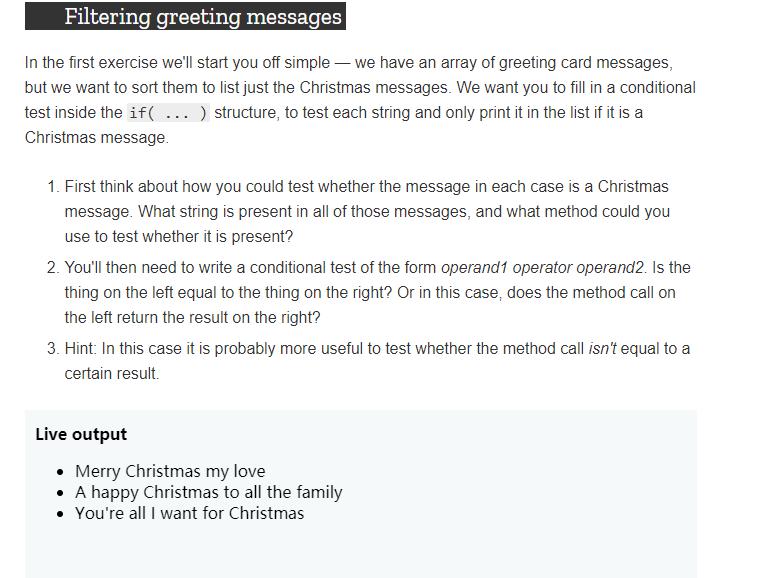 Filtering greeting messages
In the first exercise we'll start you off simple — we have an array of greeting card messages,
but we want to sort them to list just the Christmas messages. We want you to fill in a conditional
test inside the if( ... ) structure, to test each string and only print it in the list if it is a
Christmas message.
1. First think about how you could test whether the message in each case is a Christmas
message. What string is present in all of those messages, and what method could you
use to test whether it is present?
2. You'll then need to write a conditional test of the form operand1 operator operand2. Is the
thing on the left equal to the thing on the right? Or in this case, does the method call on
the left return the result on the right?
3. Hint: In this case it is probably more useful to test whether the method call isn't equal to a
certain result.
Live output
• Merry Christmas my love
• A happy Christmas to all the family
• You're all I want for Christmas